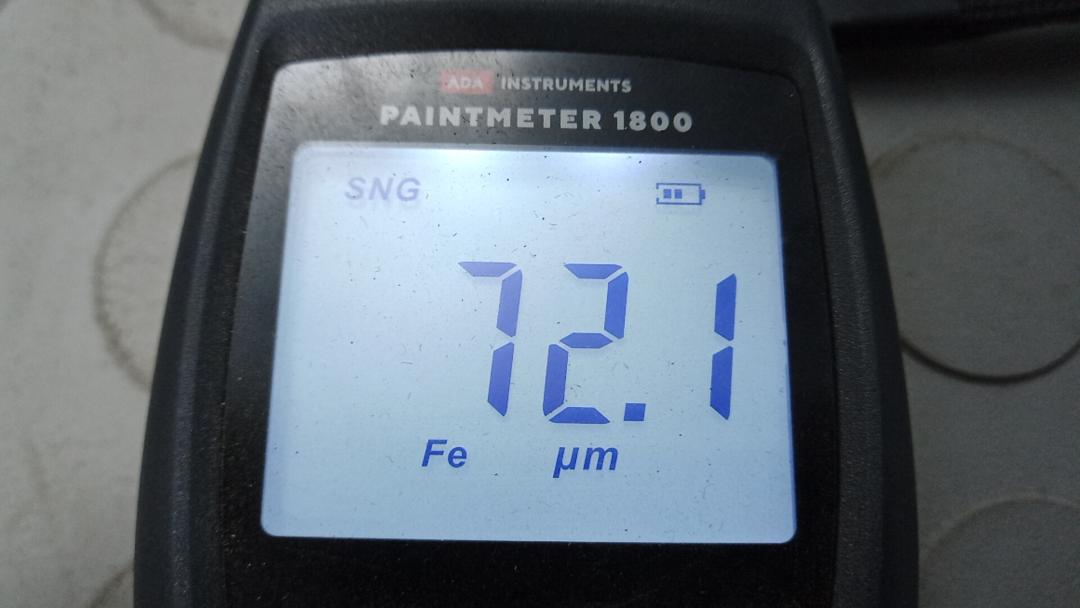 ADA INSTRUMENTS
PAINTMETER 1800
SNG
72.1
Fe µm